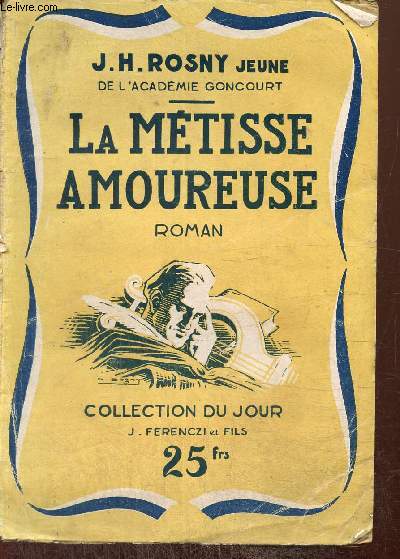 Le-livre.com
J.H. ROSNY JEUNE
DE L'ACADÉMIE GONCOURT
LA MÉTISSE
AMOUREUSE
ROMAN
COLLECTION DU JOUR
J. FERENCZI et FILS
25 frs